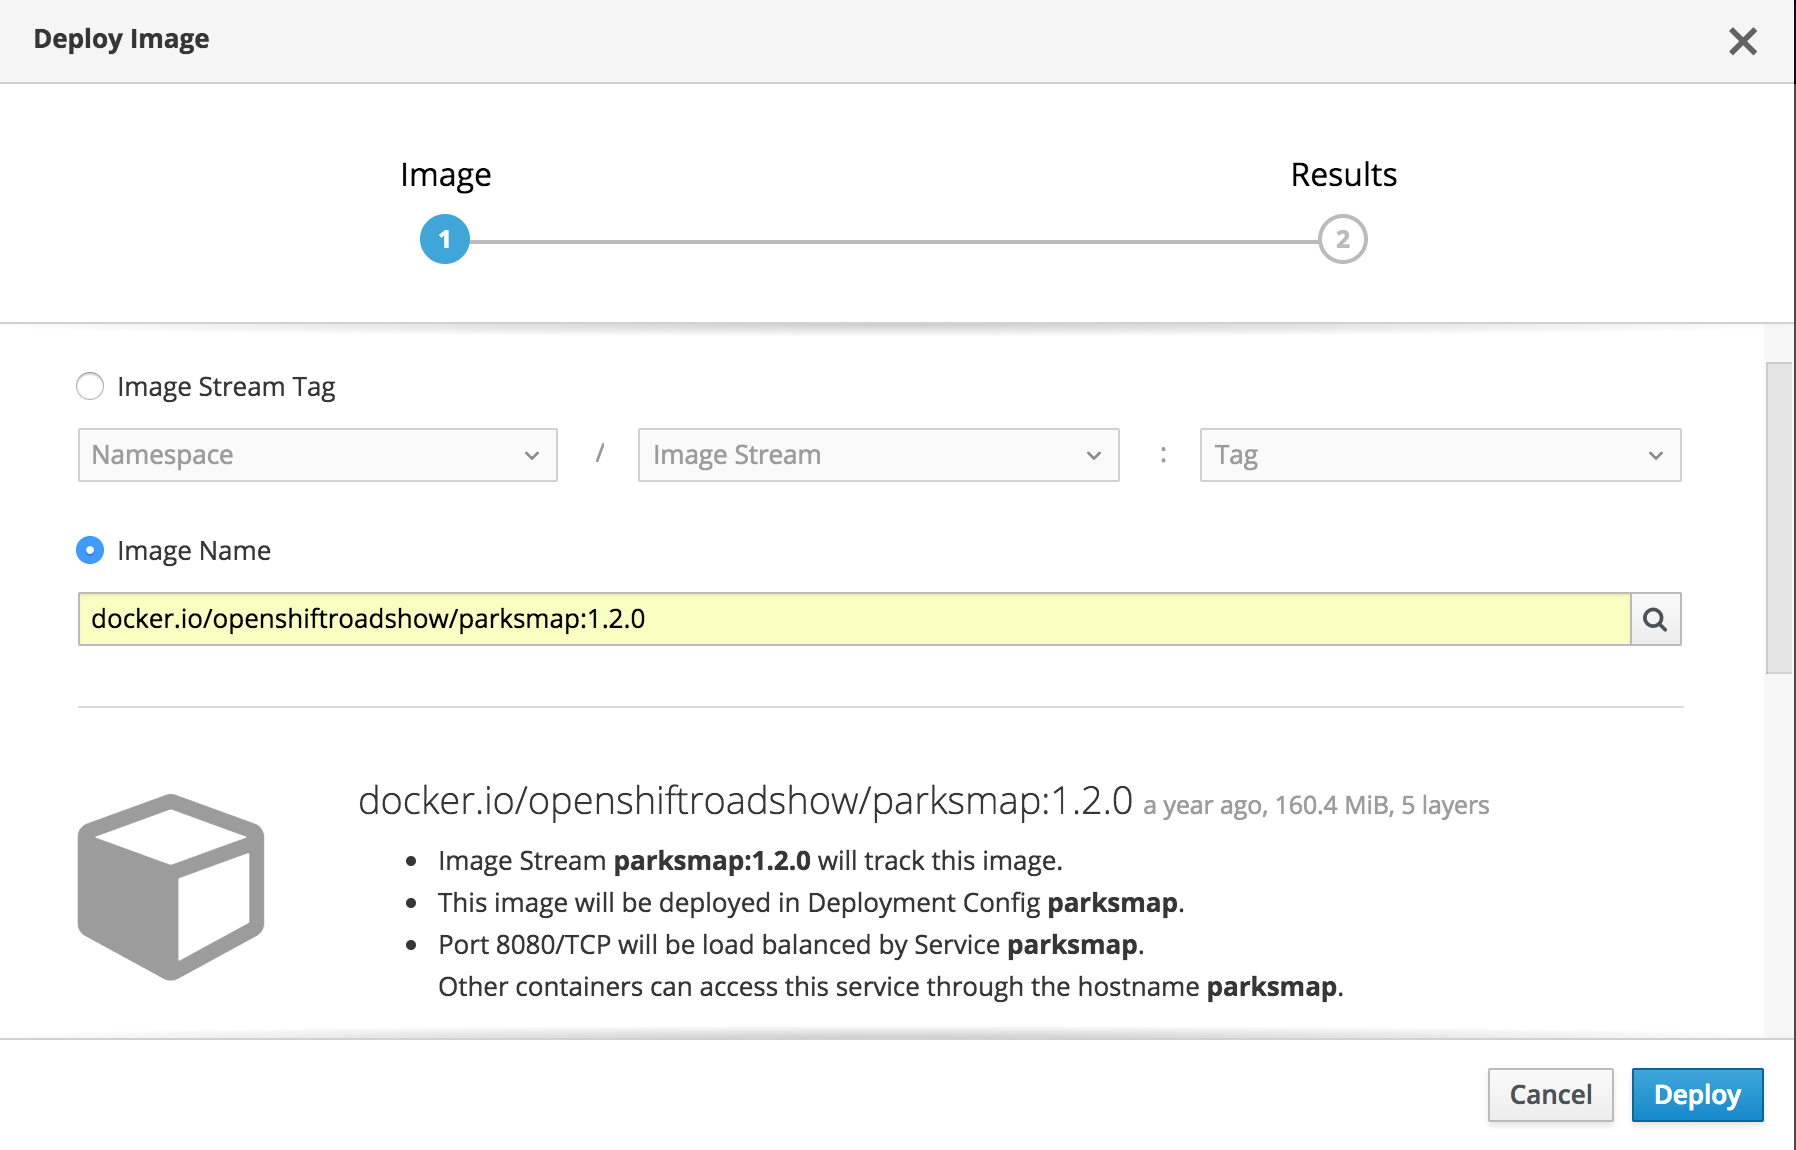 Deploy Image
Image
Results
1
2
Image Stream Tag
Namespace / Image Stream : Tag
Image Name
docker.io/openshiftroadshow/parksmap:1.2.0
docker.io/openshiftroadshow/parksmap:1.2.0 a year ago, 160.4 MiB, 5 layers
• Image Stream parksmap:1.2.0 will track this image.
• This image will be deployed in Deployment Config parksmap.
• Port 8080/TCP will be load balanced by Service parksmap.
Other containers can access this service through the hostname parksmap.
Cancel
Deploy